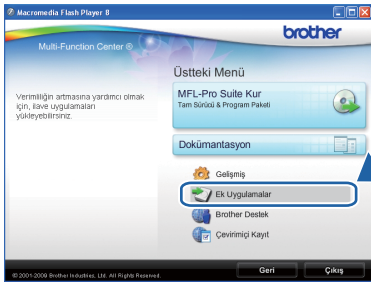 Macromedia Flash Player 8
brother
Multi-Function Center ®
Üstteki Menü
Verimliliğin artmasına yardımcı olmak
için, ilave uygulamaları
yükleyebilirsiniz.
MFL-Pro Suite Kur
Tam Sürücü & Program Paketi
Dokümantasyon
Gelişmiş
Ek Uygulamalar
Brother Destek
Çevirimiçi Kayıt
© 2001-2009 Brother Industries, Ltd. All Rights Reserved.
Geri
Çıkış